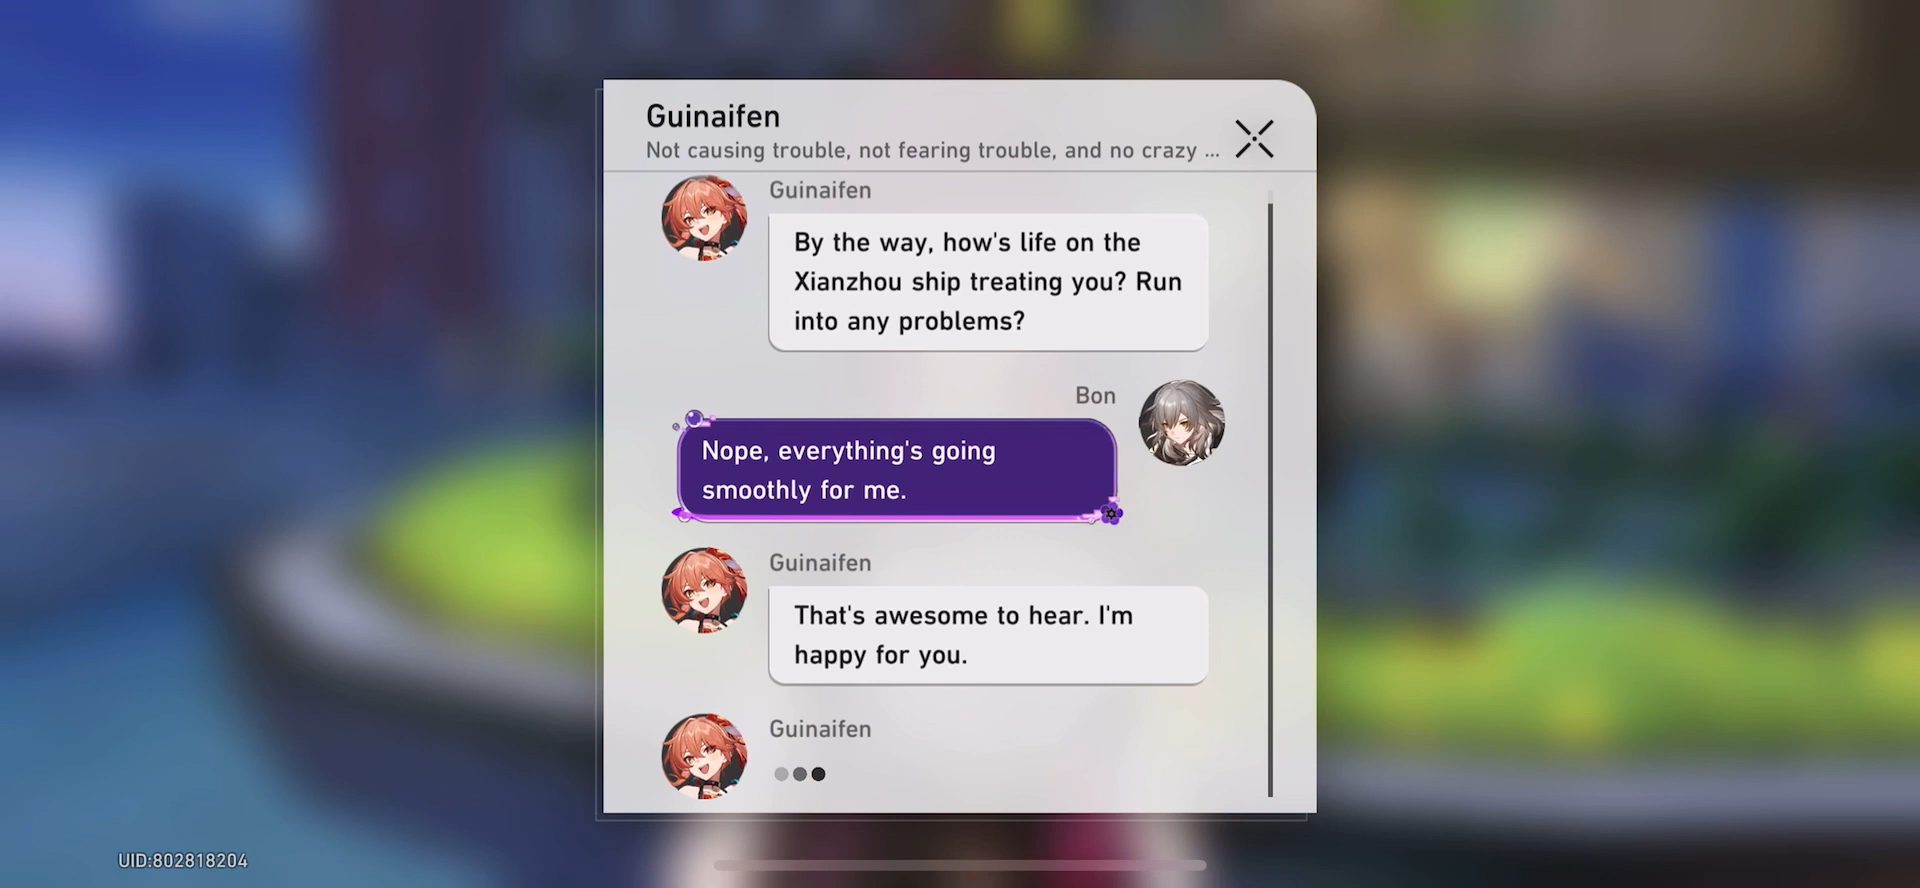 Guinaifen
Not causing trouble, not fearing trouble, and no crazy ...
Guinaifen
By the way, how's life on the
Xianzhou ship treating you? Run
into any problems?
Bon
Nope, everything's going
smoothly for me.
Guinaifen
That's awesome to hear. I'm
happy for you.
Guinaifen
UID:802818204